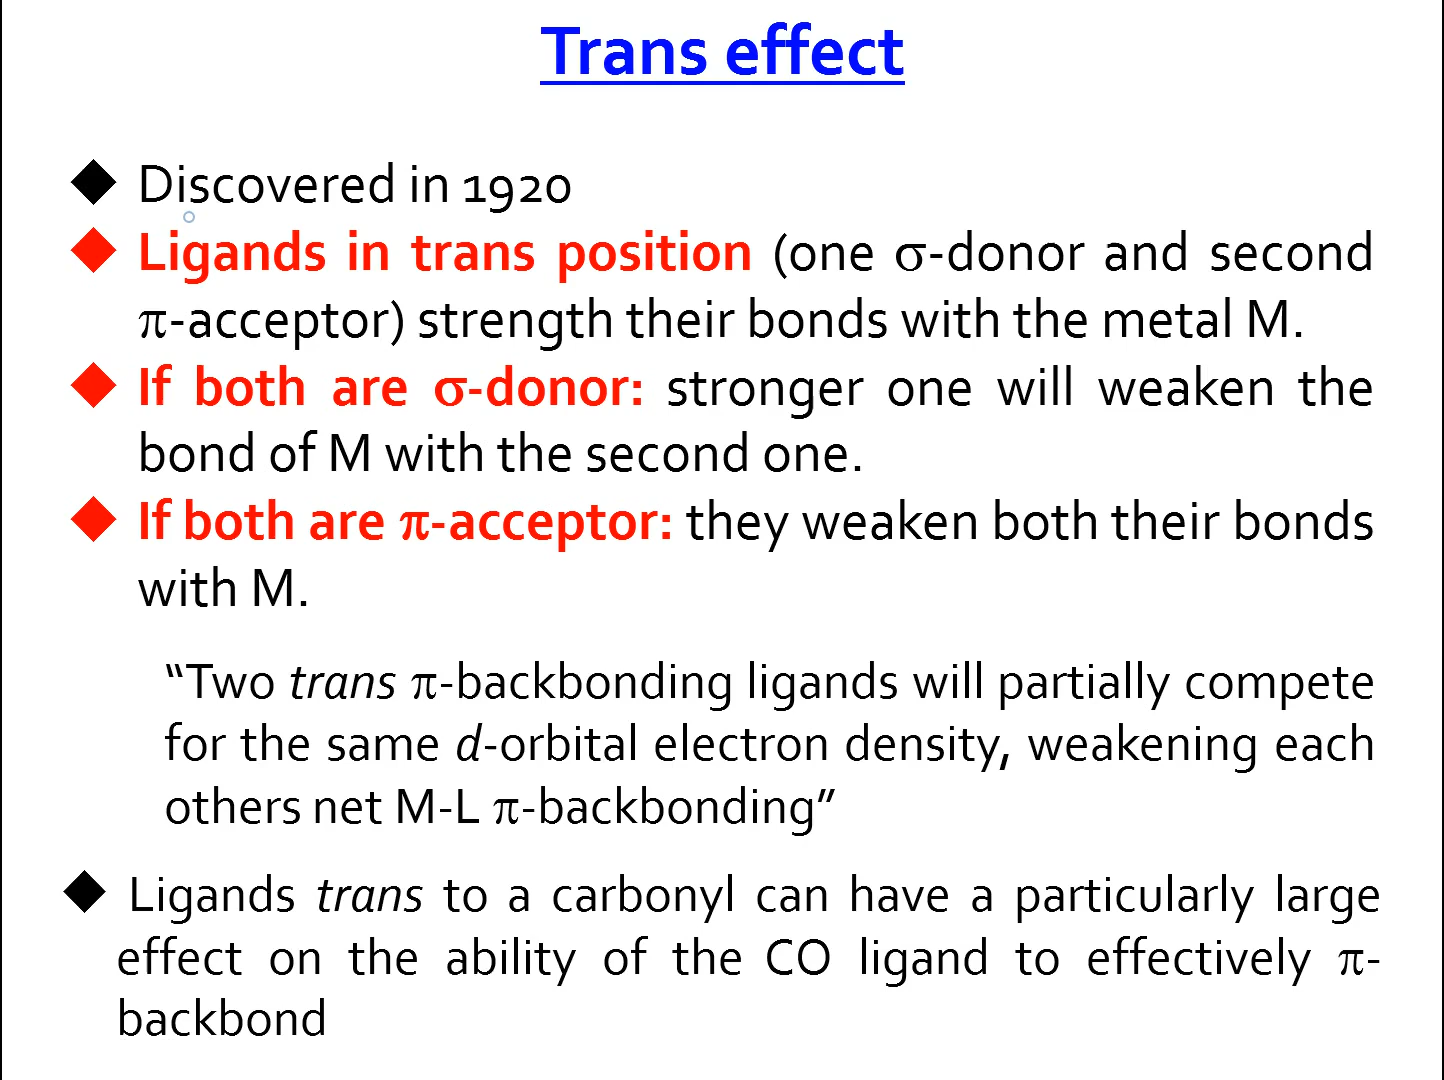 Trans effect
Discovered in 1920
Ligands in trans position (one σ-donor and second
π-acceptor) strength their bonds with the metal M.
If both are σ-donor: stronger one will weaken the
bond of M with the second one.
If both are π-acceptor: they weaken both their bonds
with M.
“Two trans π-backbonding ligands will partially compete
for the same d-orbital electron density, weakening each
others net M-L π-backbonding”
Ligands trans to a carbonyl can have a particularly large
effect on the ability of the CO ligand to effectively π-
backbond